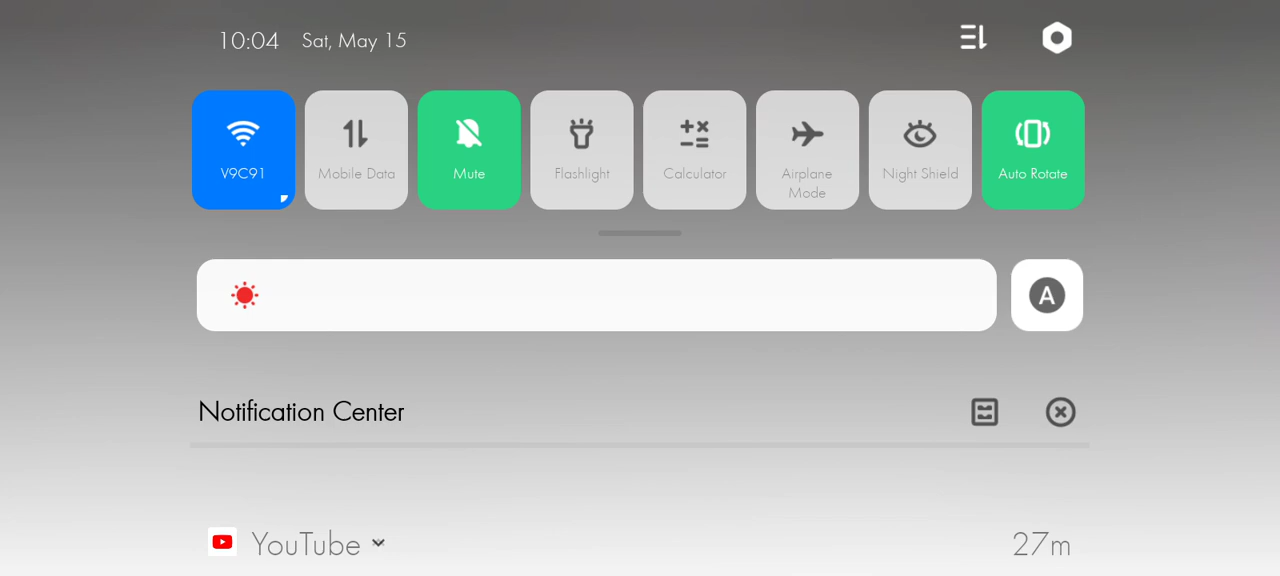 10:04 Sat, May 15
V9C91 Mobile Data Mute Flashlight Calculator Airplane Mode Night Shield Auto Rotate
A
Notification Center
YouTube 27m